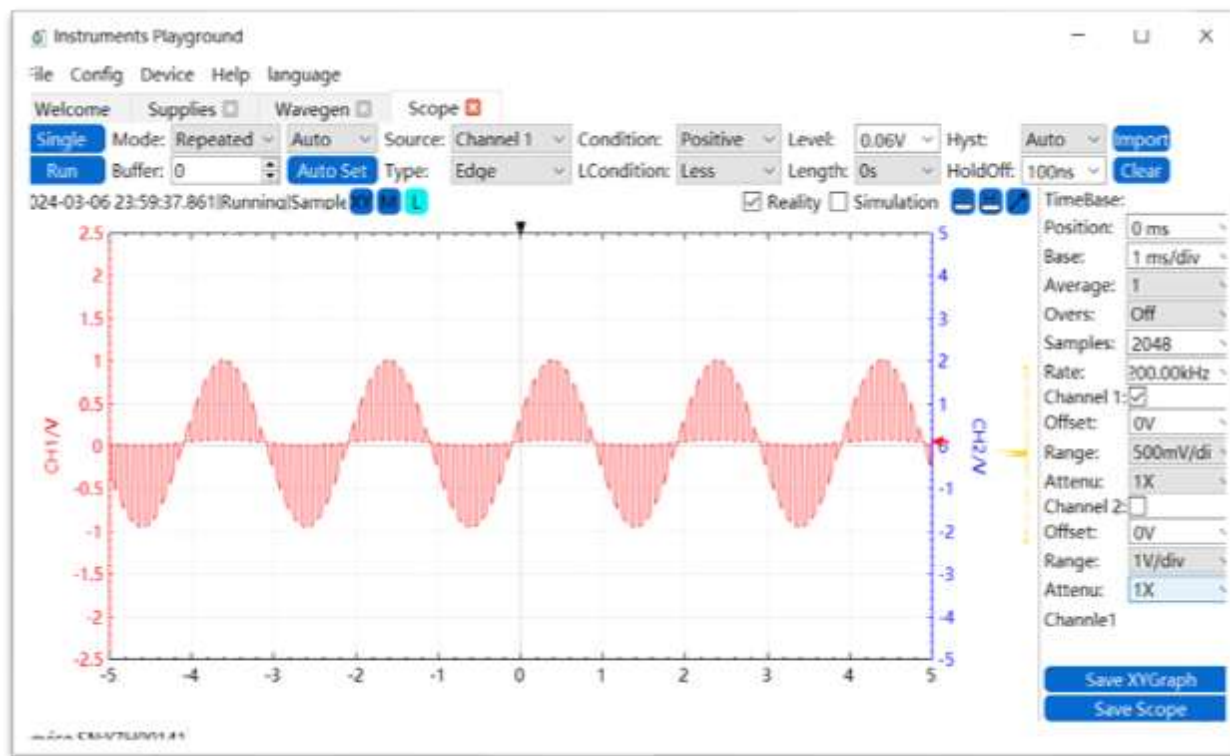 Instruments Playground
File Config Device Help language
Welcome Supplies Wavegen Scope
Single Mode: Repeated Auto Source: Channel 1 Condition: Positive Level: 0.06V Hyst: Auto Import
Run Buffer: 0 Auto Set Type: Edge LCondition: Less Length: 0s HoldOff: 100ns Clear
024-03-06 23:59:37.861|Running|Sample XY M L Reality Simulation TimeBase:
Position: 0 ms
Base: 1 ms/div
Average: 1
Overs: Off
Samples: 2048
Rate: 200.00kHz
Channel 1:
Offset: 0V
Range: 500mV/di
Attenu: 1X
Channel 2:
Offset: 0V
Range: 1V/div
Attenu: 1X
Channle1
Save XYGraph
Save Scope
2.5
2
1.5
1
0.5
0
-0.5
-1
-1.5
-2
-2.5
CH1/V
5
4
3
2
1
0
-1
-2
-3
-4
-5
CH2/V
-5 -4 -3 -2 -1 0 1 2 3 4 5